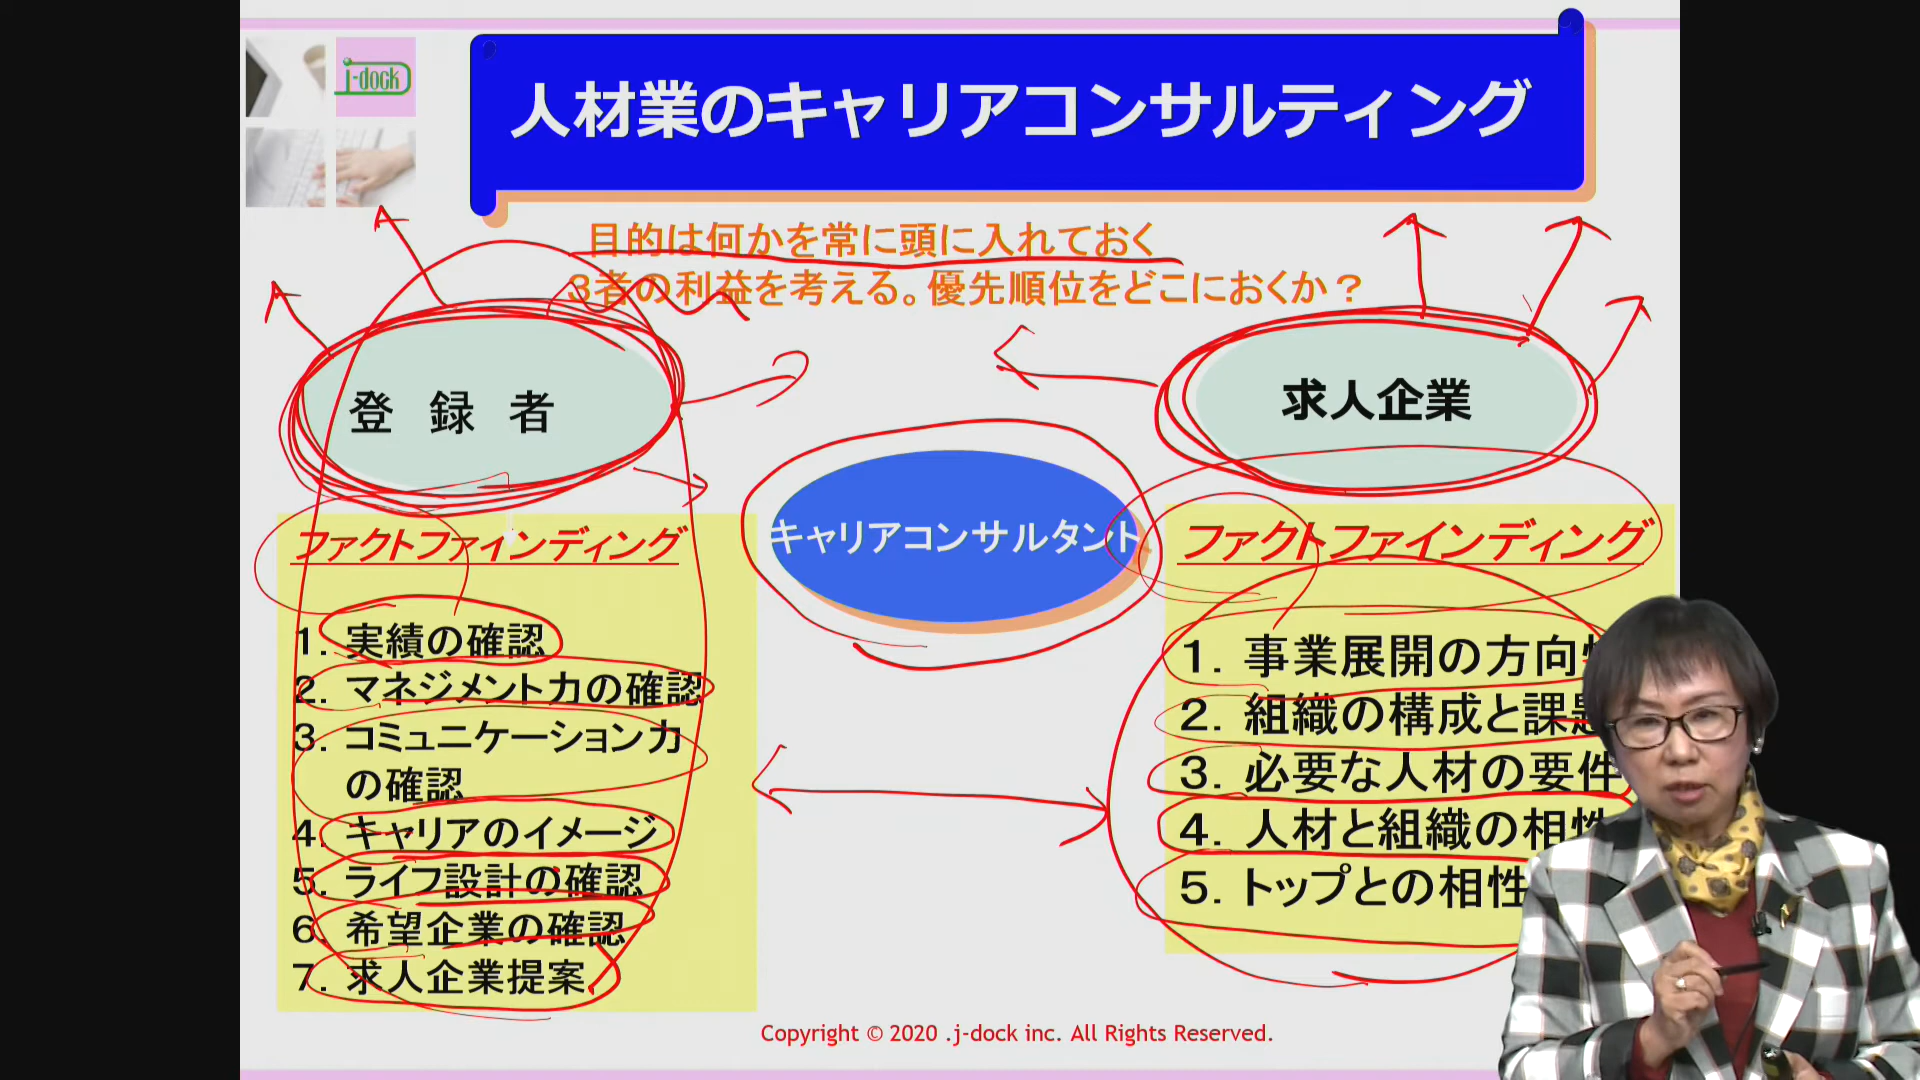 j-dock
人材業のキャリアコンサルティング
目的は何かを常に頭に入れておく
3者の利益を考える。優先順位をどこにおくか？
登 録 者
求人企業
キャリアコンサルタント
ファクトファインディング
1. 実績の確認
2. マネジメント力の確認
3. コミュニケーション力
の確認
4. キャリアのイメージ
5. ライフ設計の確認
6. 希望企業の確認
7. 求人企業提案
ファクトファインディング
1. 事業展開の方向
2. 組織の構成と課題
3. 必要な人材の要件
4. 人材と組織の相性
5. トップとの相性
Copyright © 2020 .j-dock inc. All Rights Reserved.